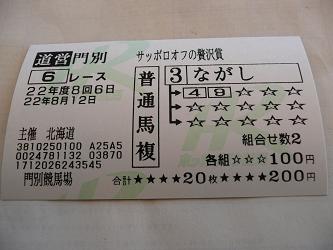 道営 門別 サッポロオフの贅沢賞
6 レース
22年度8回6日
22年8月12日
主催 北海道
3810250100 A25A5
0024781132 03870
1712026243545
門別競馬場
普通馬複
3 ながし
4 9 ☆ ☆ ☆
☆ ☆ ☆ ☆ ☆
☆ ☆ ☆ ☆ ☆
組合せ数2
各組☆☆☆100円
合計★★★★20枚★★★★200円